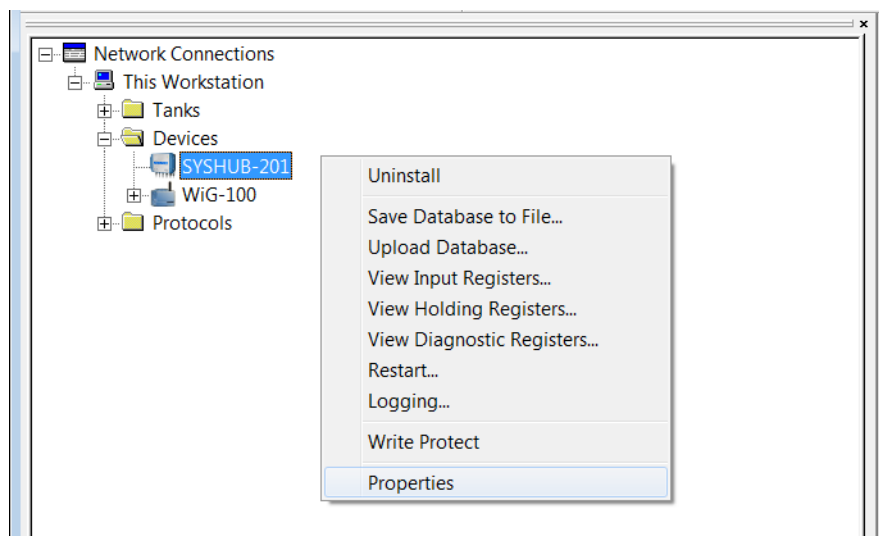 Network Connections
This Workstation
Tanks
Devices
SYSHUB-201
WiG-100
Protocols
Uninstall
Save Database to File...
Upload Database...
View Input Registers...
View Holding Registers...
View Diagnostic Registers...
Restart...
Logging...
Write Protect
Properties